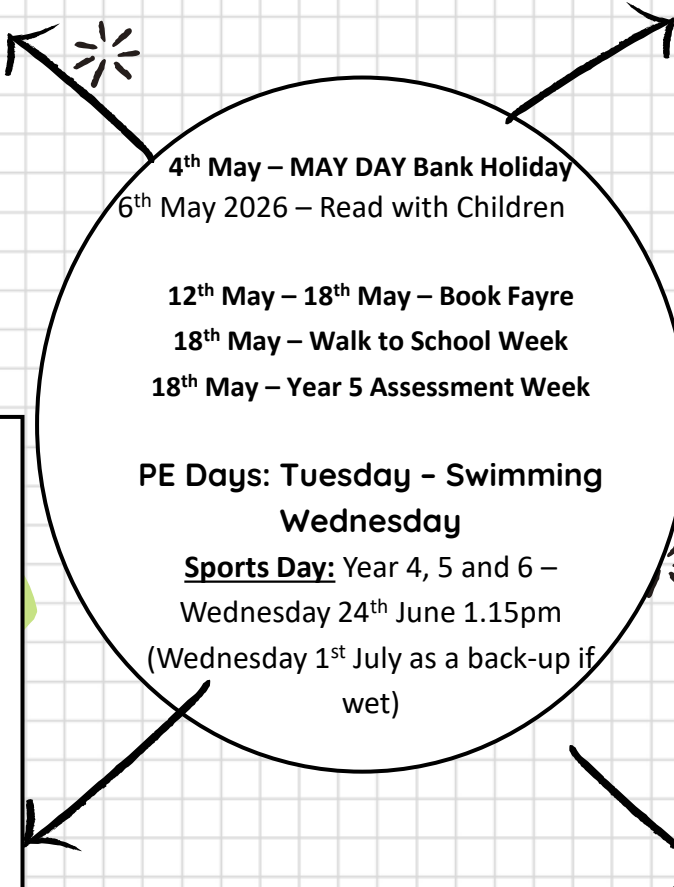 4th May – MAY DAY Bank Holiday
6th May 2026 – Read with Children
12th May – 18th May – Book Fayre
18th May – Walk to School Week
18th May – Year 5 Assessment Week
PE Days: Tuesday – Swimming
Wednesday
Sports Day: Year 4, 5 and 6 –
Wednesday 24th June 1.15pm
(Wednesday 1st July as a back-up if
wet)